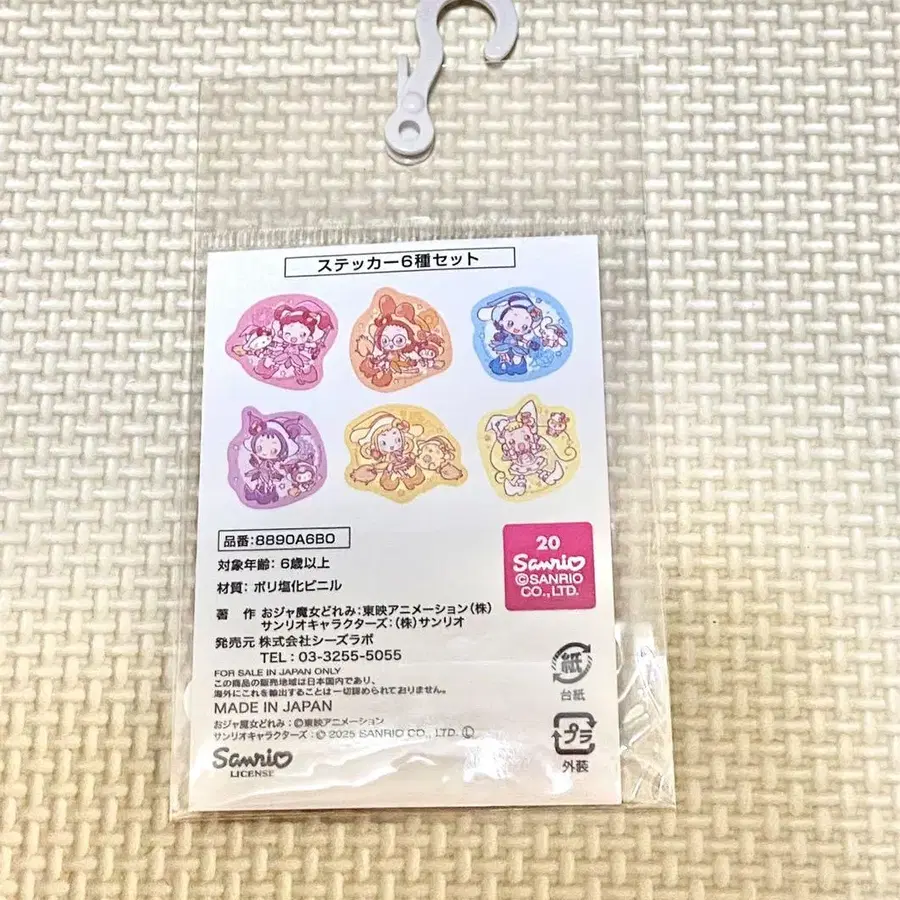 ステッカー6種セット
品番:8890A6B0
対象年齢:6歳以上
材質:ポリ塩化ビニル
著 作 おジャ魔女どれみ:東映アニメーション(株)
サンリオキャラクターズ:(株)サンリオ
発売元 株式会社シーズラボ
TEL:03-3255-5055
FOR SALE IN JAPAN ONLY
この商品の販売地域は日本国内であり、
海外にこれを輸出することは一切認められておりません。
MADE IN JAPAN
おジャ魔女どれみ:©東映アニメーション
サンリオキャラクターズ:© 2025 SANRIO CO., LTD. Ⓛ
Sanrio
LICENSE
20
Sanrio
©SANRIO
CO.,LTD.
紙
台紙
プラ
外装